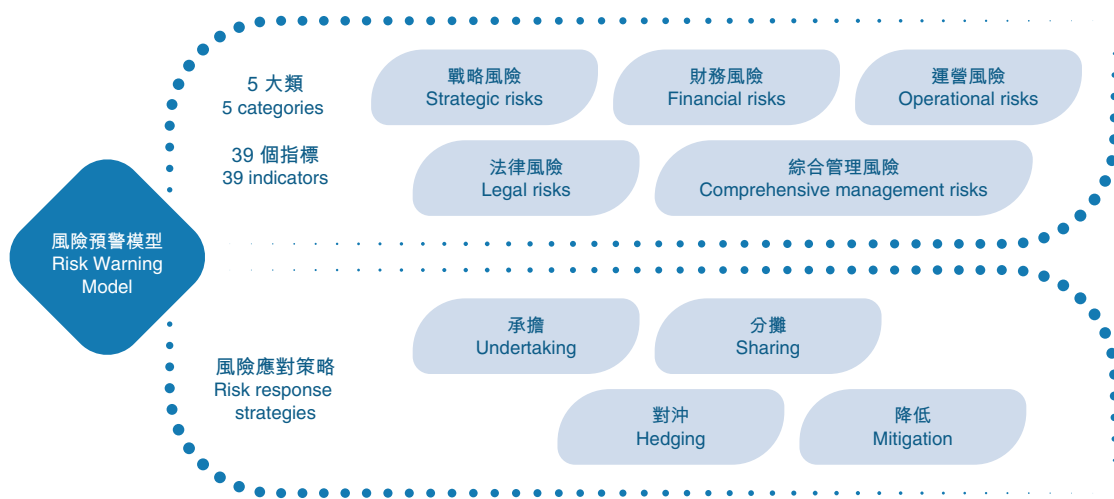 5 大類
5 categories
39 個指標
39 indicators
戰略風險
Strategic risks
財務風險
Financial risks
運營風險
Operational risks
法律風險
Legal risks
綜合管理風險
Comprehensive management risks
風險預警模型
Risk Warning
Model
風險應對策略
Risk response
strategies
承擔
Undertaking
分攤
Sharing
對沖
Hedging
降低
Mitigation